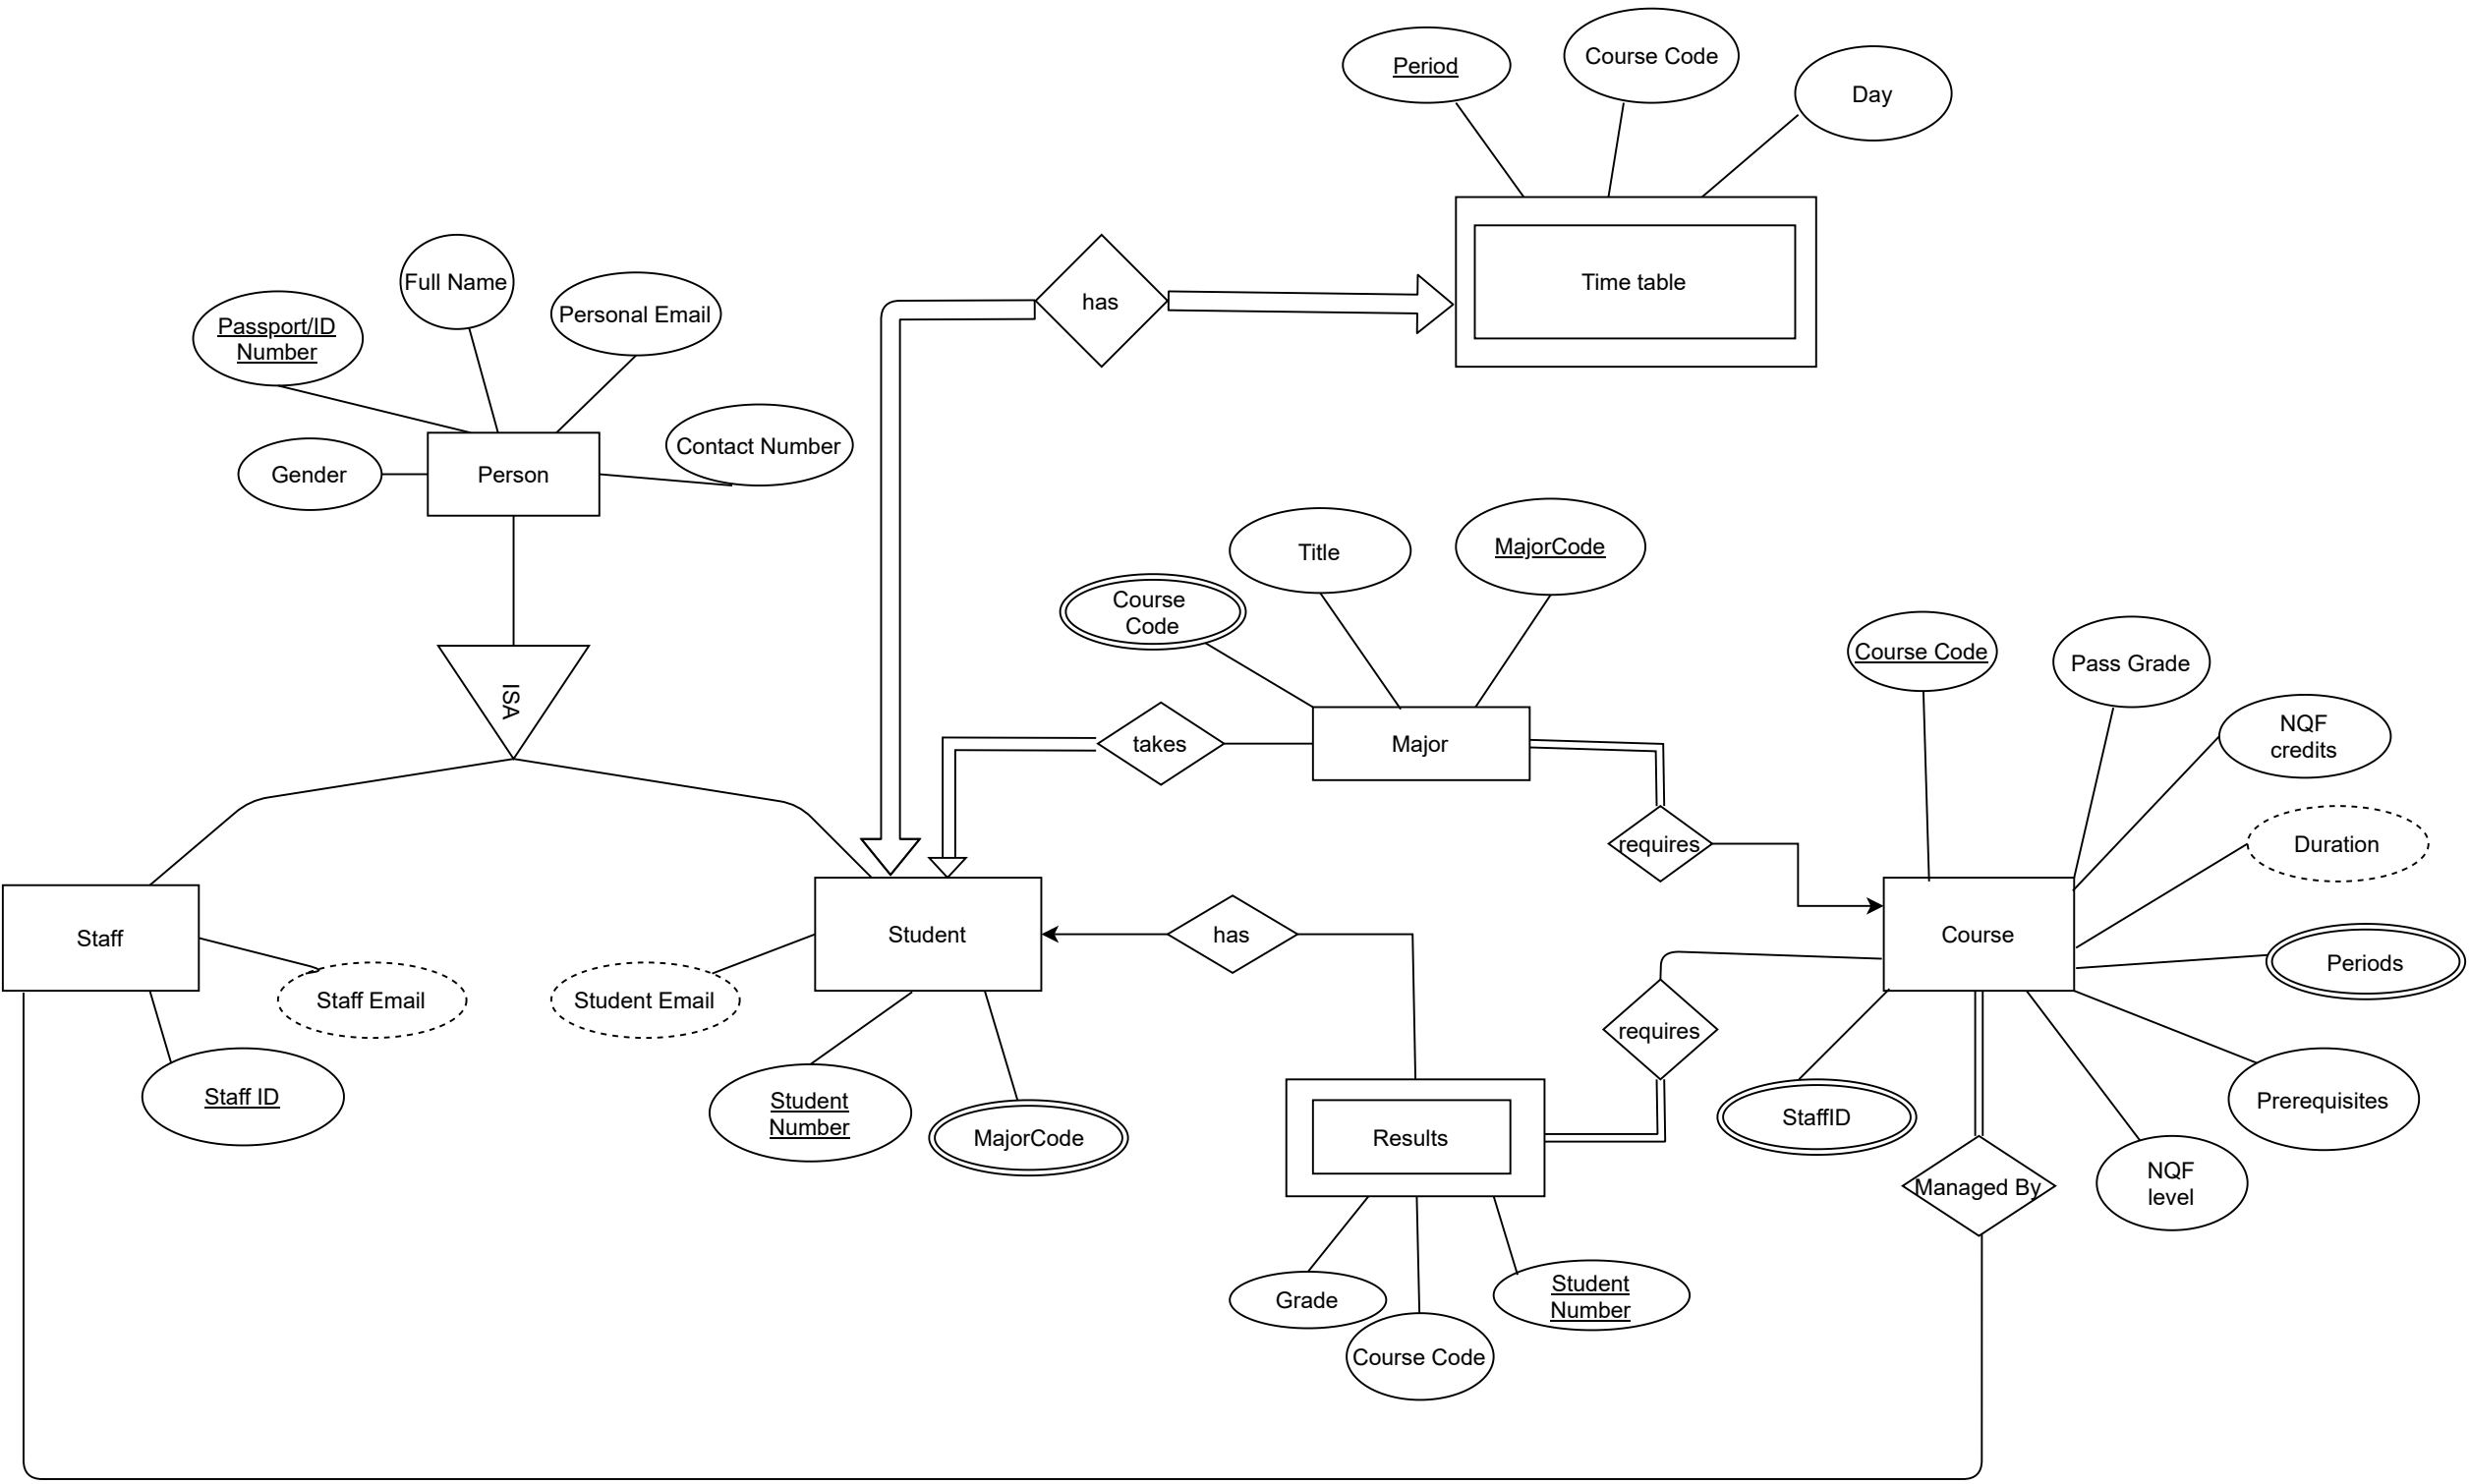 Period
Course Code
Day
Time table
has
Full Name
Personal Email
Passport/ID
Number
Contact Number
Gender
Person
ISA
Title
MajorCode
Course
Code
takes
Major
Course Code
Pass Grade
NQF
credits
Duration
requires
Staff
Student
has
Course
Periods
Staff Email
Student Email
requires
Staff ID
Student
Number
MajorCode
Results
StaffID
Prerequisites
Managed By
NQF
level
Grade
Student
Number
Course Code